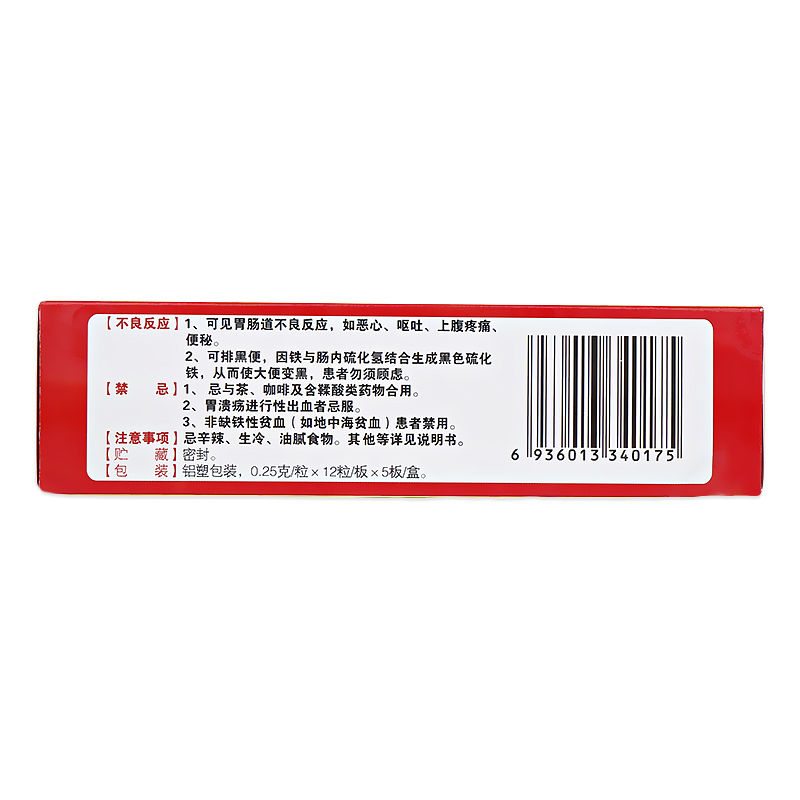 【不良反应】1、可见胃肠道不良反应，如恶心、呕吐、上腹疼痛、
便秘。
2、可排黑便，因铁与肠内硫化氢结合生成黑色硫化
铁，从而使大便变黑，患者勿须顾虑。
【禁 忌】1、忌与茶、咖啡及含鞣酸类药物合用。
2、胃溃疡进行性出血者忌服。
3、非缺铁性贫血（如地中海贫血）患者禁用。
【注意事项】忌辛辣、生冷、油腻食物。其他等详见说明书。
【贮 藏】密封。
【包 装】铝塑包装，0.25克/粒×12粒/板×5板/盒。
6 936013 340175